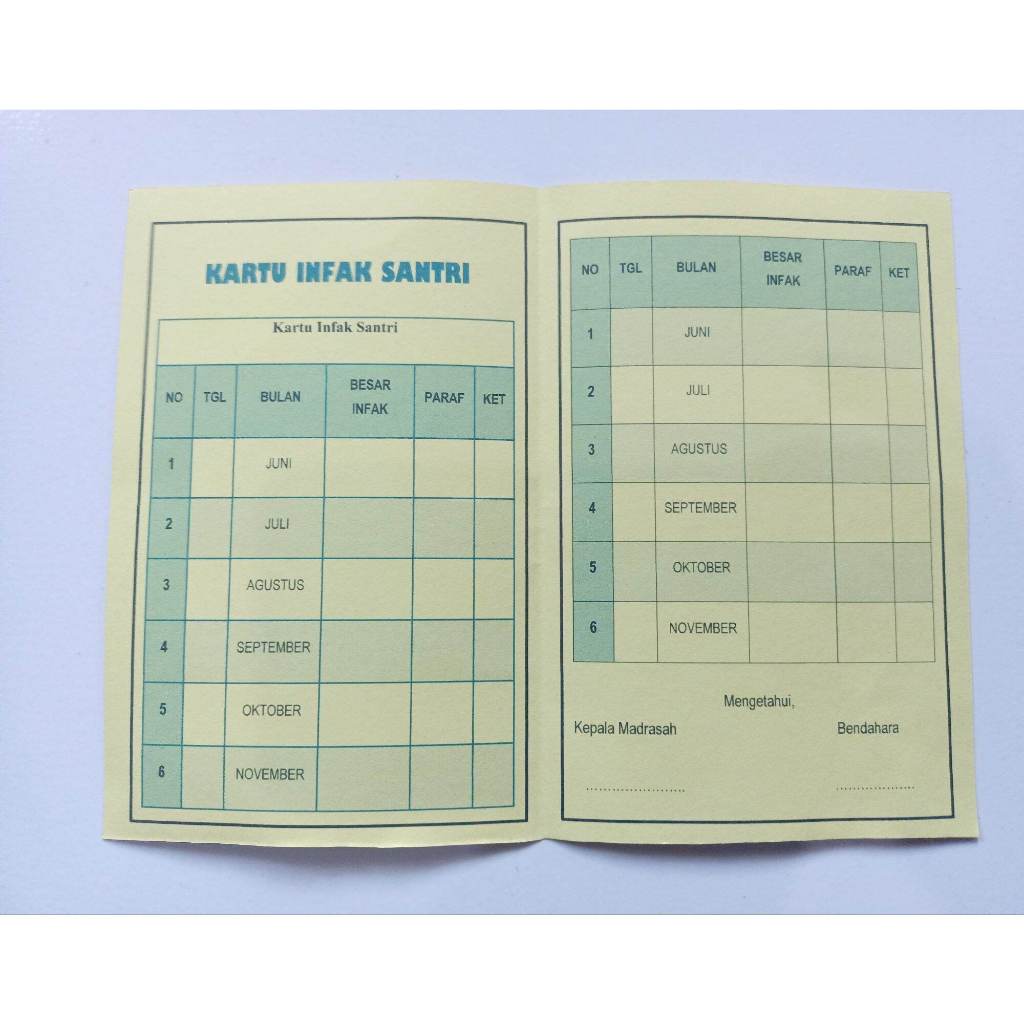 KARTU INFAK SANTRI
Kartu Infak Santri
NO TGL BULAN BESAR INFAK PARAF KET
1 JUNI
2 JULI
3 AGUSTUS
4 SEPTEMBER
5 OKTOBER
6 NOVEMBER
NO TGL BULAN BESAR INFAK PARAF KET
1 JUNI
2 JULI
3 AGUSTUS
4 SEPTEMBER
5 OKTOBER
6 NOVEMBER
Mengetahui,
Kepala Madrasah Bendahara
....................... ..................